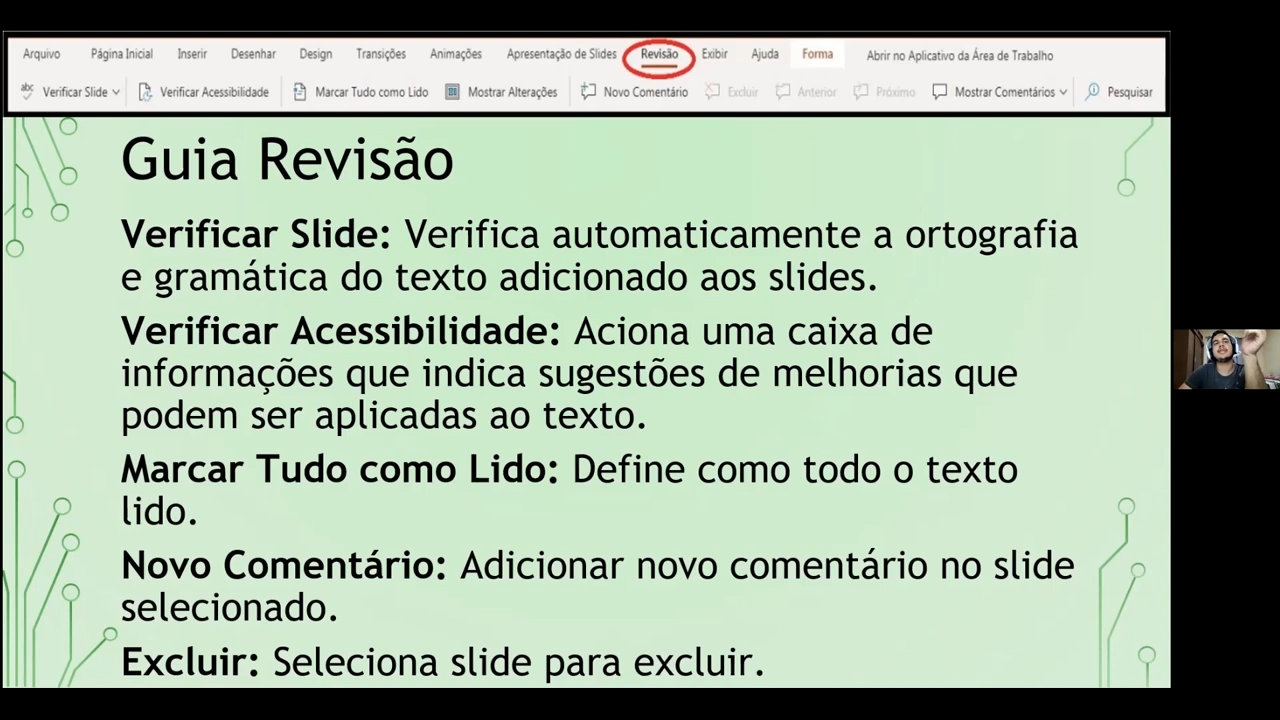 Arquivo Página Inicial Inserir Desenhar Design Transições Animações Apresentação de Slides Revisão Exibir Ajuda Forma Abrir no Aplicativo da Área de Trabalho
abc Verificar Slide Verificar Acessibilidade Marcar Tudo como Lido Mostrar Alterações Novo Comentário Excluir Anterior Próximo Mostrar Comentários Pesquisar
Guia Revisão
Verificar Slide: Verifica automaticamente a ortografia
e gramática do texto adicionado aos slides.
Verificar Acessibilidade: Aciona uma caixa de
informações que indica sugestões de melhorias que
podem ser aplicadas ao texto.
Marcar Tudo como Lido: Define como todo o texto
lido.
Novo Comentário: Adicionar novo comentário no slide
selecionado.
Excluir: Seleciona slide para excluir.